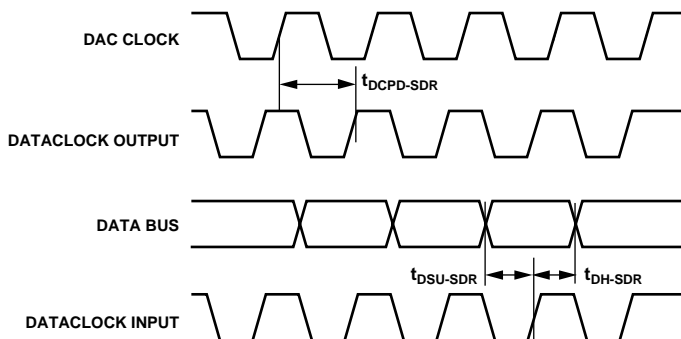 DAC CLOCK
tDCPD-SDR
DATACLOCK OUTPUT
DATA BUS
tDSU-SDR
tDH-SDR
DATACLOCK INPUT